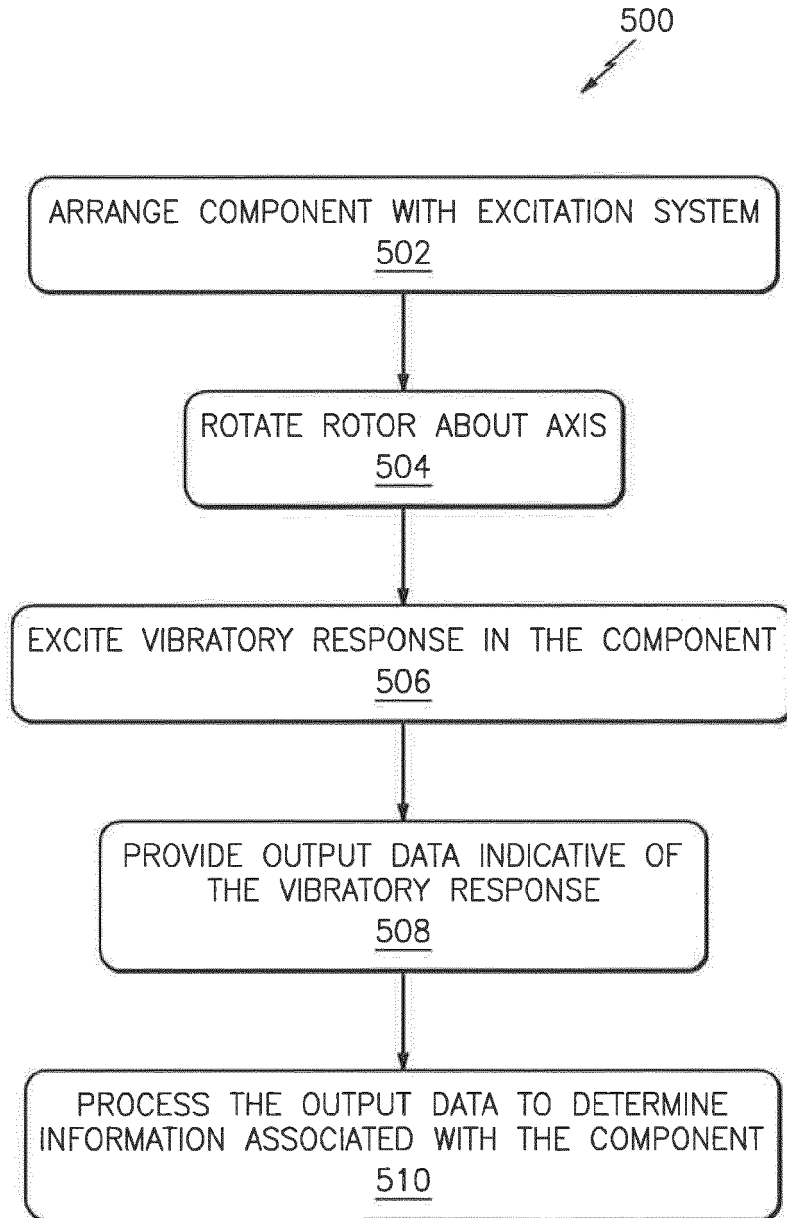 500
ARRANGE COMPONENT WITH EXCITATION SYSTEM
502
ROTATE ROTOR ABOUT AXIS
504
EXCITE VIBRATORY RESPONSE IN THE COMPONENT
506
PROVIDE OUTPUT DATA INDICATIVE OF
THE VIBRATORY RESPONSE
508
PROCESS THE OUTPUT DATA TO DETERMINE
INFORMATION ASSOCIATED WITH THE COMPONENT
510